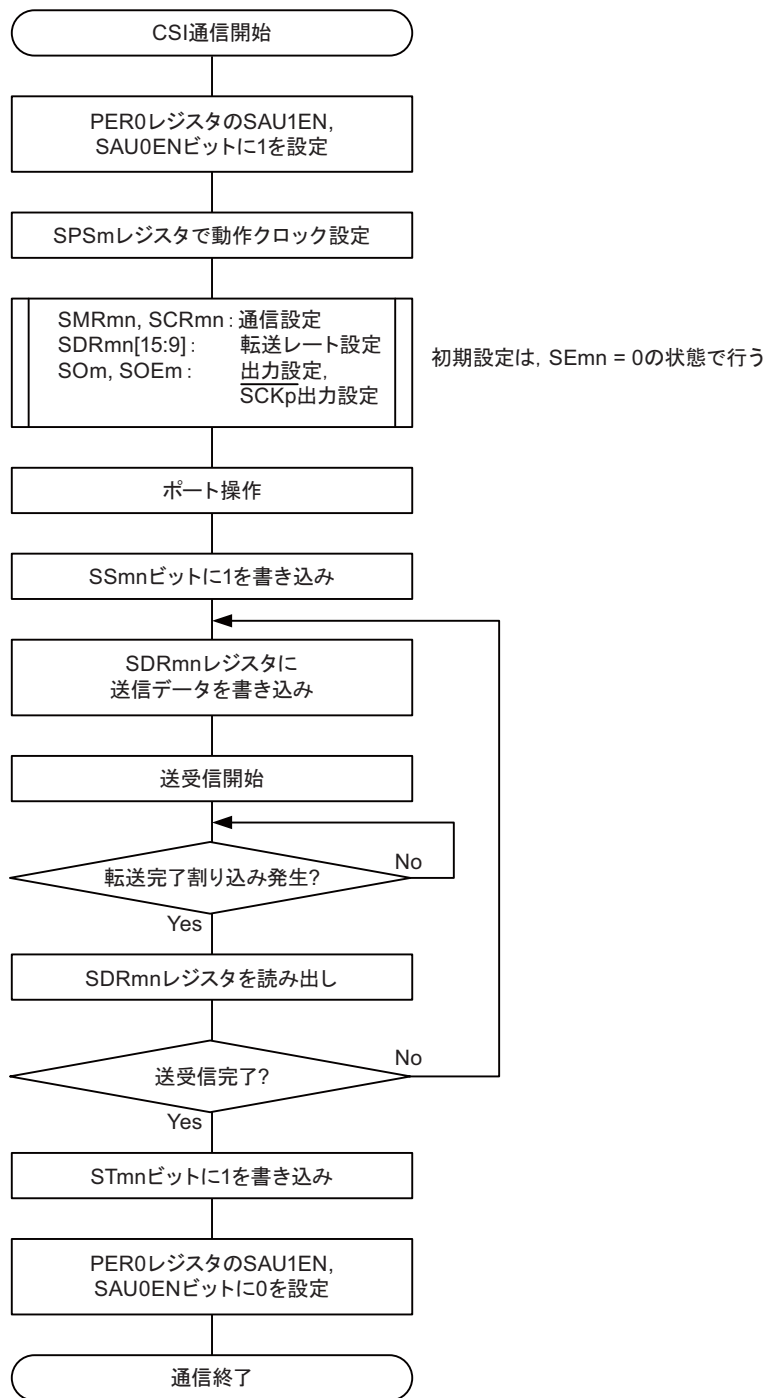 CSI通信開始
PER0レジスタのSAU1EN,
SAU0ENビットに1を設定
SPSmレジスタで動作クロック設定
SMRmn, SCRmn : 通信設定
SDRmn[15:9] : 転送レート設定
SOm, SOEm : 出力設定,
SCKp出力設定
初期設定は, SEmn = 0の状態で行う
ポート操作
SSmnビットに1を書き込み
SDRmnレジスタに
送信データを書き込み
送受信開始
転送完了割り込み発生?
No
Yes
SDRmnレジスタを読み出し
送受信完了?
No
Yes
STmnビットに1を書き込み
PER0レジスタのSAU1EN,
SAU0ENビットに0を設定
通信終了